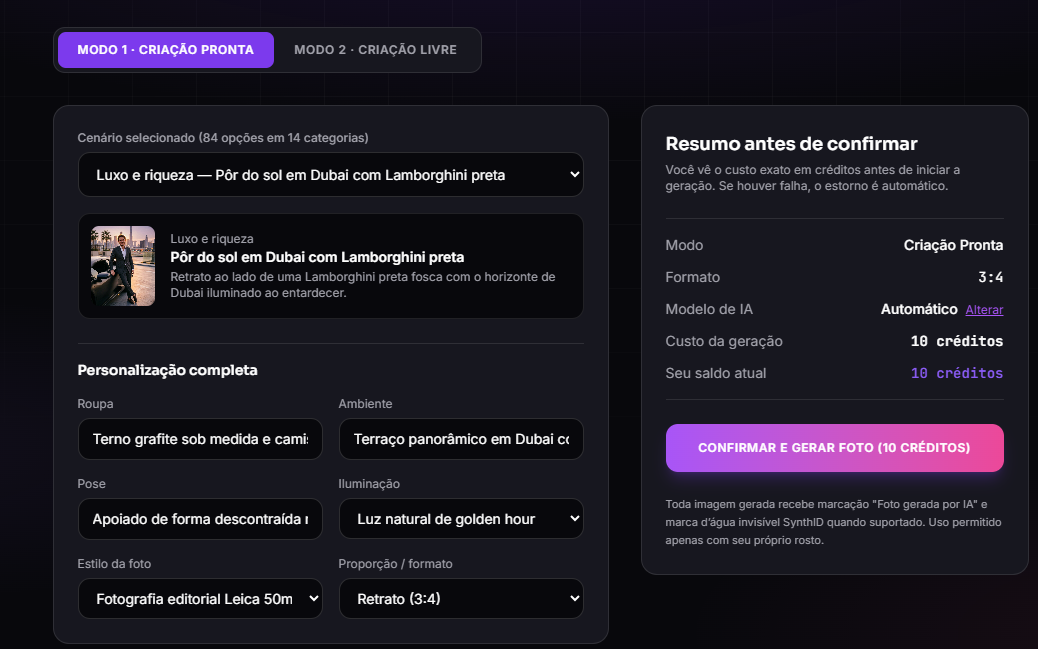 MODO 1 · CRIAÇÃO PRONTA
MODO 2 · CRIAÇÃO LIVRE
Cenário selecionado (84 opções em 14 categorias)
Luxo e riqueza — Pôr do sol em Dubai com Lamborghini preta
Luxo e riqueza
Pôr do sol em Dubai com Lamborghini preta
Retrato ao lado de uma Lamborghini preta fosca com o horizonte de
Dubai iluminado ao entardecer.
Personalização completa
Roupa
Ambiente
Terno grafite sob medida e
Terraço panorâmico em Dubai
Pose
Iluminação
Apoiado de forma descontraída
Luz natural de golden hour
Estilo da foto
Proporção / formato
Fotografia editorial Leica 50m
Retrato (3:4)
Resumo antes de confirmar
Você vê o custo exato em créditos antes de iniciar a
geração. Se houver falha, o estorno é automático.
Modo Criação Pronta
Formato 3:4
Modelo de IA Automático Alterar
Custo da geração 10 créditos
Seu saldo atual 10 créditos
CONFIRMAR E GERAR FOTO (10 CRÉDITOS)
Toda imagem gerada recebe marcação "Foto gerada por IA" e
marca d'água invisível SynthID quando suportado. Uso permitido
apenas com seu próprio rosto.